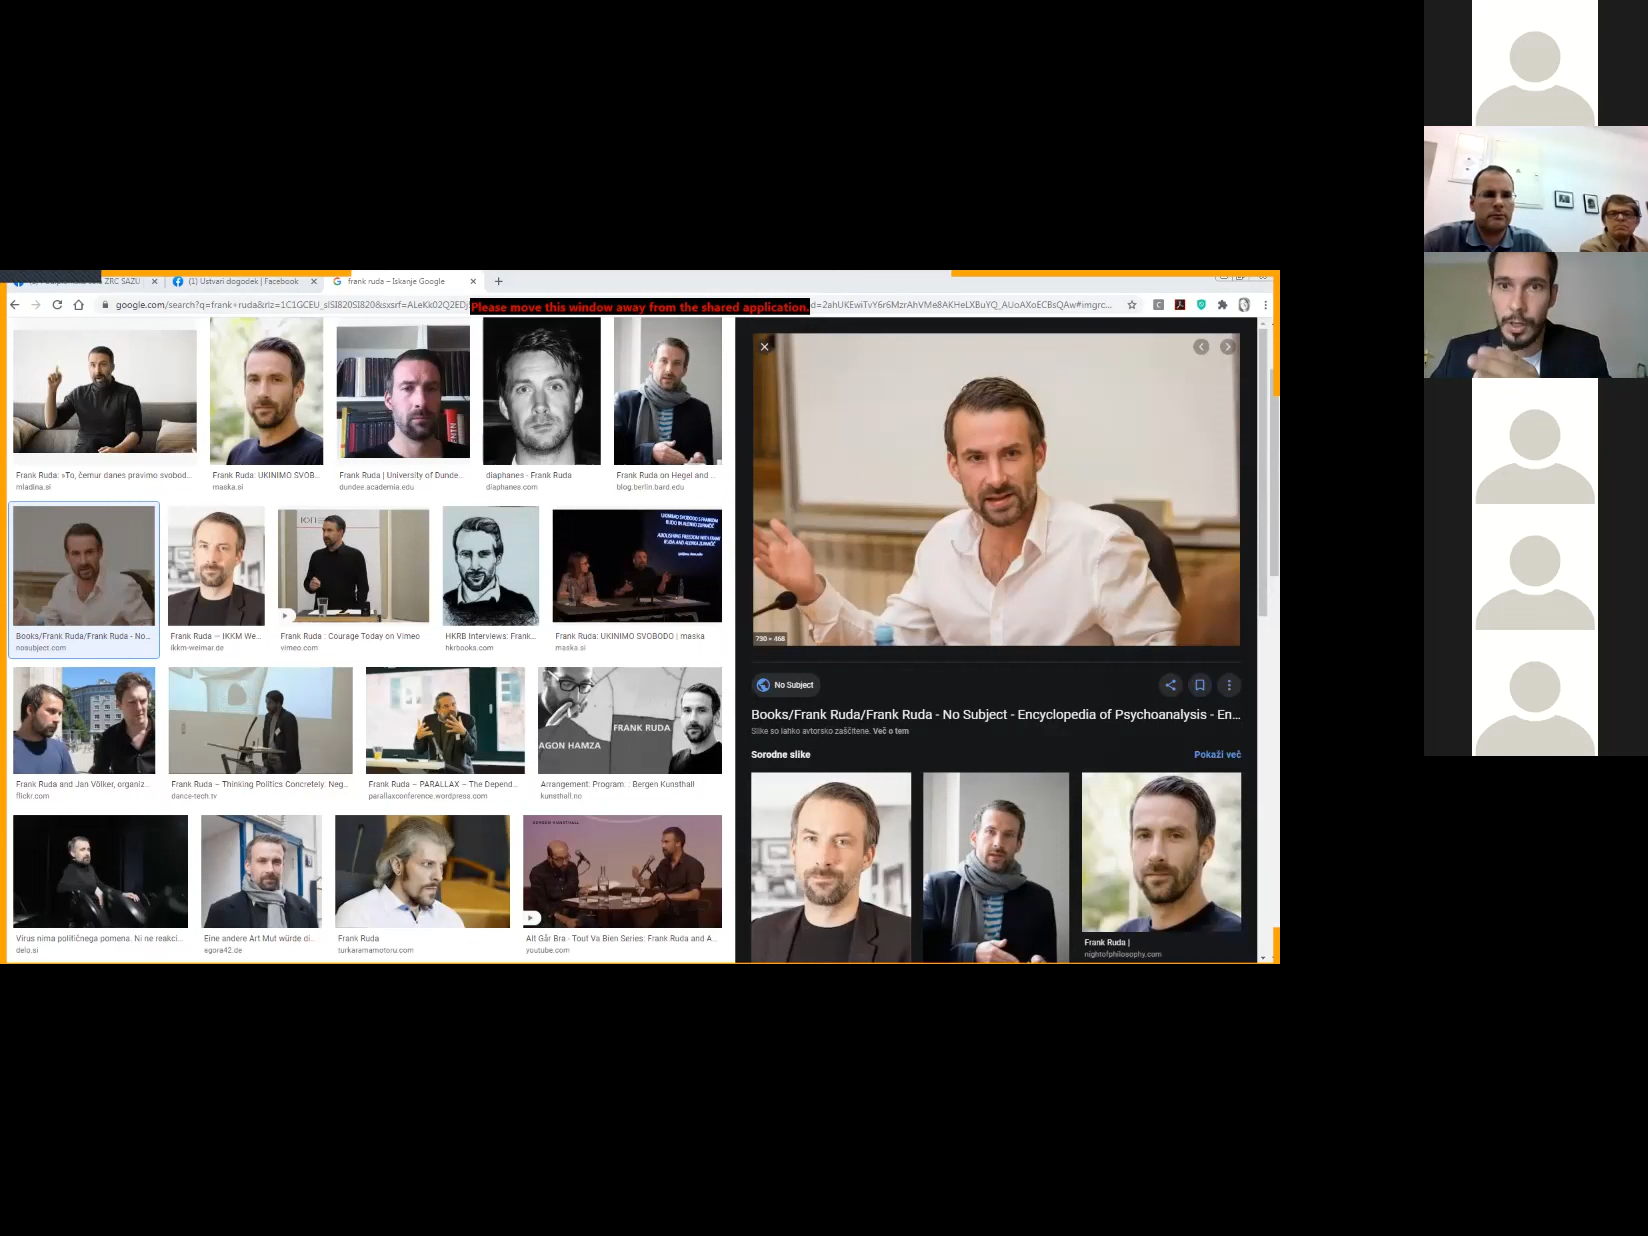 ZRC SAZU
(1) Ustvari dogodek | Facebook
frank ruda – Iskanje Google
Please move this window away from the shared application.
Frank Ruda: »To, čemur danes pravimo svobod...
mladina.si
Frank Ruda: UKINIMO SVOB...
maska.si
Frank Ruda | University of Dunde...
dundee.academia.edu
diaphanes - Frank Ruda
diaphanes.com
Frank Ruda on Hegel and ...
blog.berlin.bard.edu
Books/Frank Ruda/Frank Ruda - No...
nosubject.com
Frank Ruda — IKKM We...
ikkm-weimar.de
Frank Ruda : Courage Today on Vimeo
vimeo.com
HKRB Interviews: Frank...
hkrbooks.com
Frank Ruda: UKINIMO SVOBODO | maska
maska.si
AGON HAMZA
FRANK RUDA
Frank Ruda and Jan Völker, organiz...
flickr.com
Frank Ruda – Thinking Politics Concretely. Neg...
dance-tech.tv
Frank Ruda – PARALLAX – The Depend...
parallaxconference.wordpress.com
Arrangement: Program. : Bergen Kunsthall
kunsthall.no
BERGEN KUNSTHALL
Virus nima političnega pomena. Ni ne reakci...
delo.si
Eine andere Art Mut würde di...
agora42.de
Frank Ruda
turkaramamotoru.com
Alt Går Bra - Tout Va Bien Series: Frank Ruda and A...
youtube.com
730 × 468
No Subject
Books/Frank Ruda/Frank Ruda - No Subject - Encyclopedia of Psychoanalysis - En...
Slike so lahko avtorsko zaščitene. Več o tem
Sorodne slike
Pokaži več
Frank Ruda |
nightofphilosophy.com